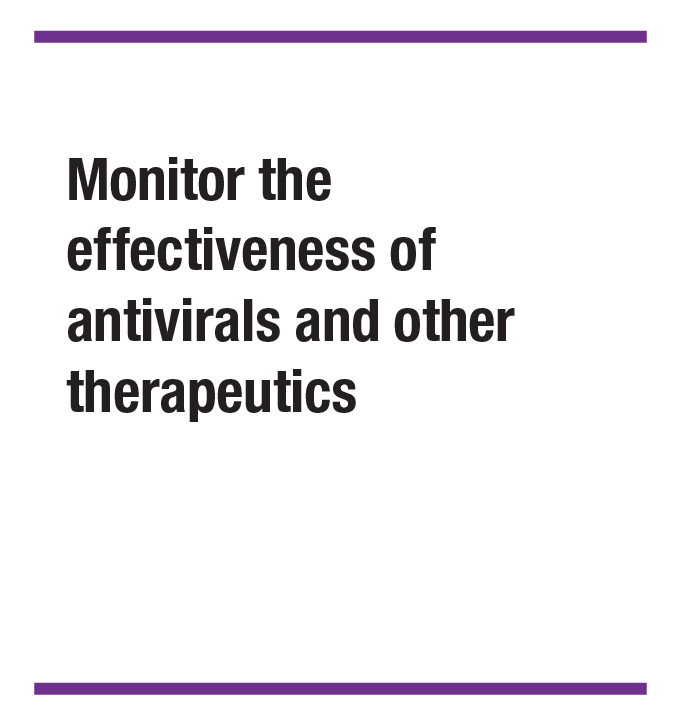 Monitor the
effectiveness of
antivirals and other
therapeutics